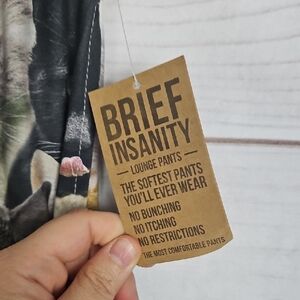 BRIEF
INSANITY
— LOUNGE PANTS —
THE SOFTEST PANTS
YOU'LL EVER WEAR
NO BUNCHING
NO ITCHING
NO RESTRICTIONS
THE MOST COMFORTABLE PANTS